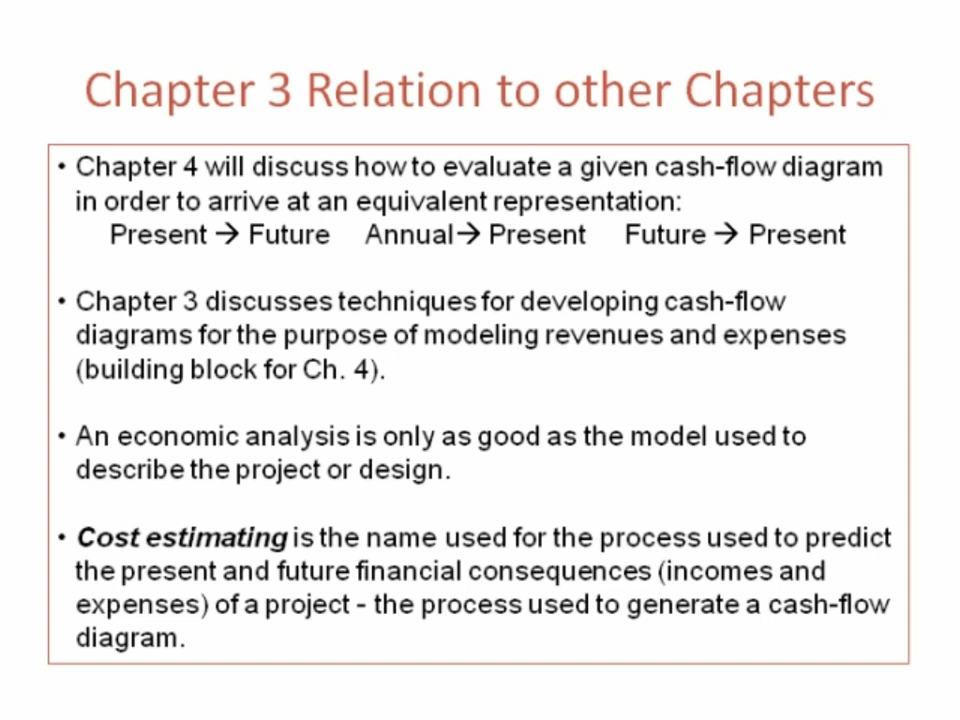 Chapter 3 Relation to other Chapters
• Chapter 4 will discuss how to evaluate a given cash-flow diagram
in order to arrive at an equivalent representation:
Present → Future Annual→ Present Future → Present
• Chapter 3 discusses techniques for developing cash-flow
diagrams for the purpose of modeling revenues and expenses
(building block for Ch. 4).
• An economic analysis is only as good as the model used to
describe the project or design.
• Cost estimating is the name used for the process used to predict
the present and future financial consequences (incomes and
expenses) of a project - the process used to generate a cash-flow
diagram.